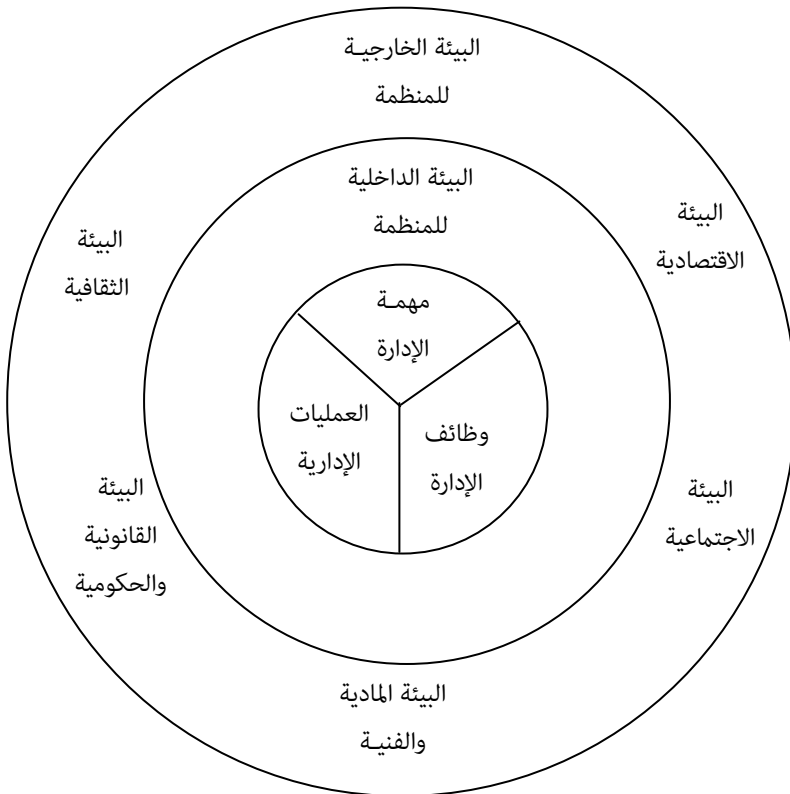 البيئة الخارجيـة
للمنظمة
البيئة الداخلية
للمنظمة
البيئة
الاقتصادية
البيئة
الثقافية
مهمـة
الإدارة
وظائف
الإدارة
العمليات
الإدارية
البيئة
الاجتماعية
البيئة
القانونية
والحكومية
البيئة المادية
والفنيـة